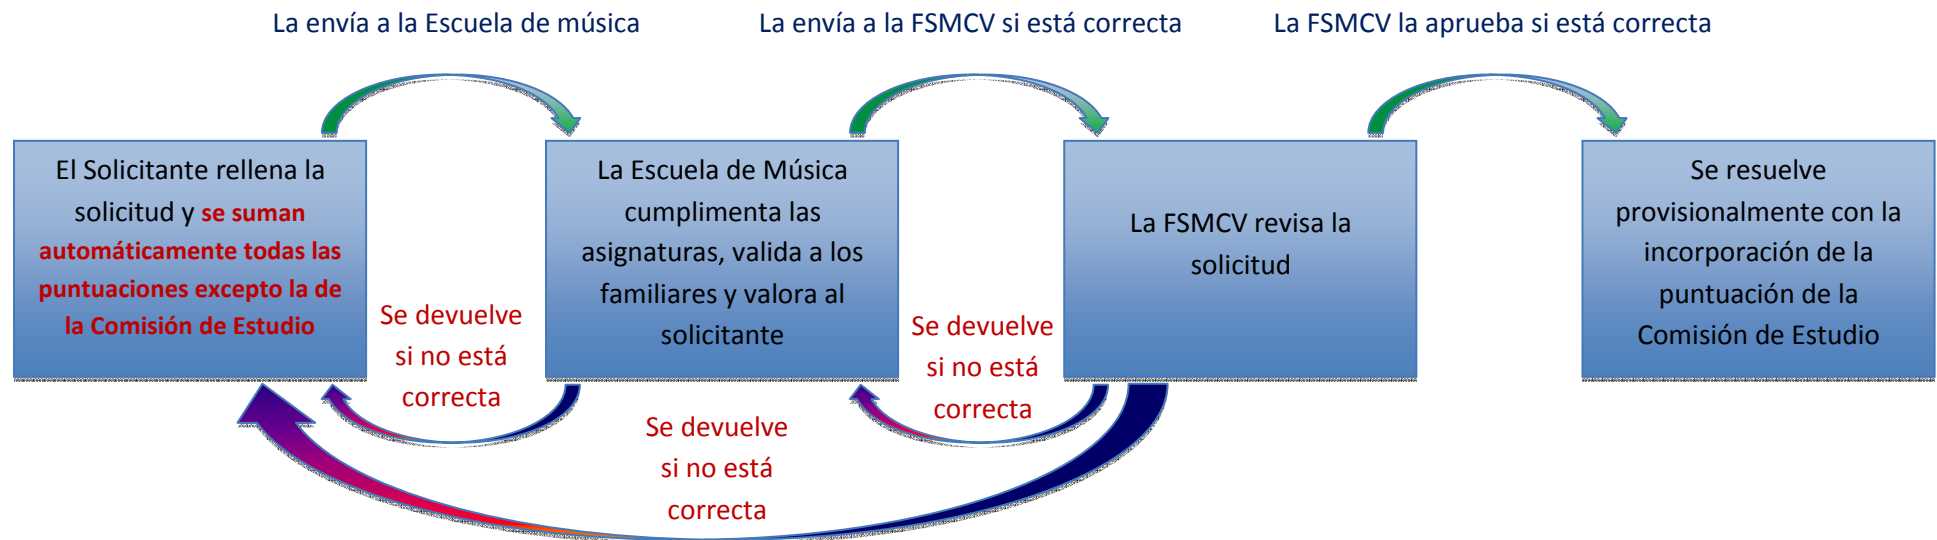 La envía a la Escuela de música
La envía a la FSMCV si está correcta
La FSMCV la aprueba si está correcta
El Solicitante rellena la
solicitud y se suman
automáticamente todas las
puntuaciones excepto la de
la Comisión de Estudio
La Escuela de Música
cumplimenta las
asignaturas, valida a los
familiares y valora al
solicitante
La FSMCV revisa la
solicitud
Se resuelve
provisionalmente con la
incorporación de la
puntuación de la
Comisión de Estudio
Se devuelve
si no está
correcta
Se devuelve
si no está
correcta
Se devuelve
si no está
correcta